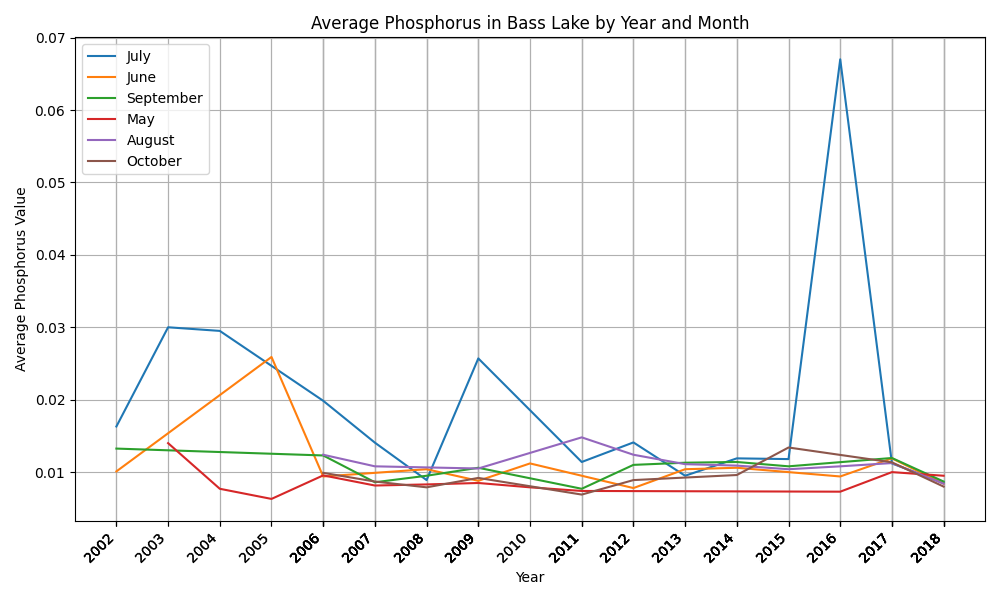 Average Phosphorus in Bass Lake by Year and Month
0.07
0.06
0.05
0.04
0.03
0.02
0.01
Average Phosphorus Value
July
June
September
May
August
October
2002 2003 2004 2005 2006 2007 2008 2009 2010 2011 2012 2013 2014 2015 2016 2017 2018
Year